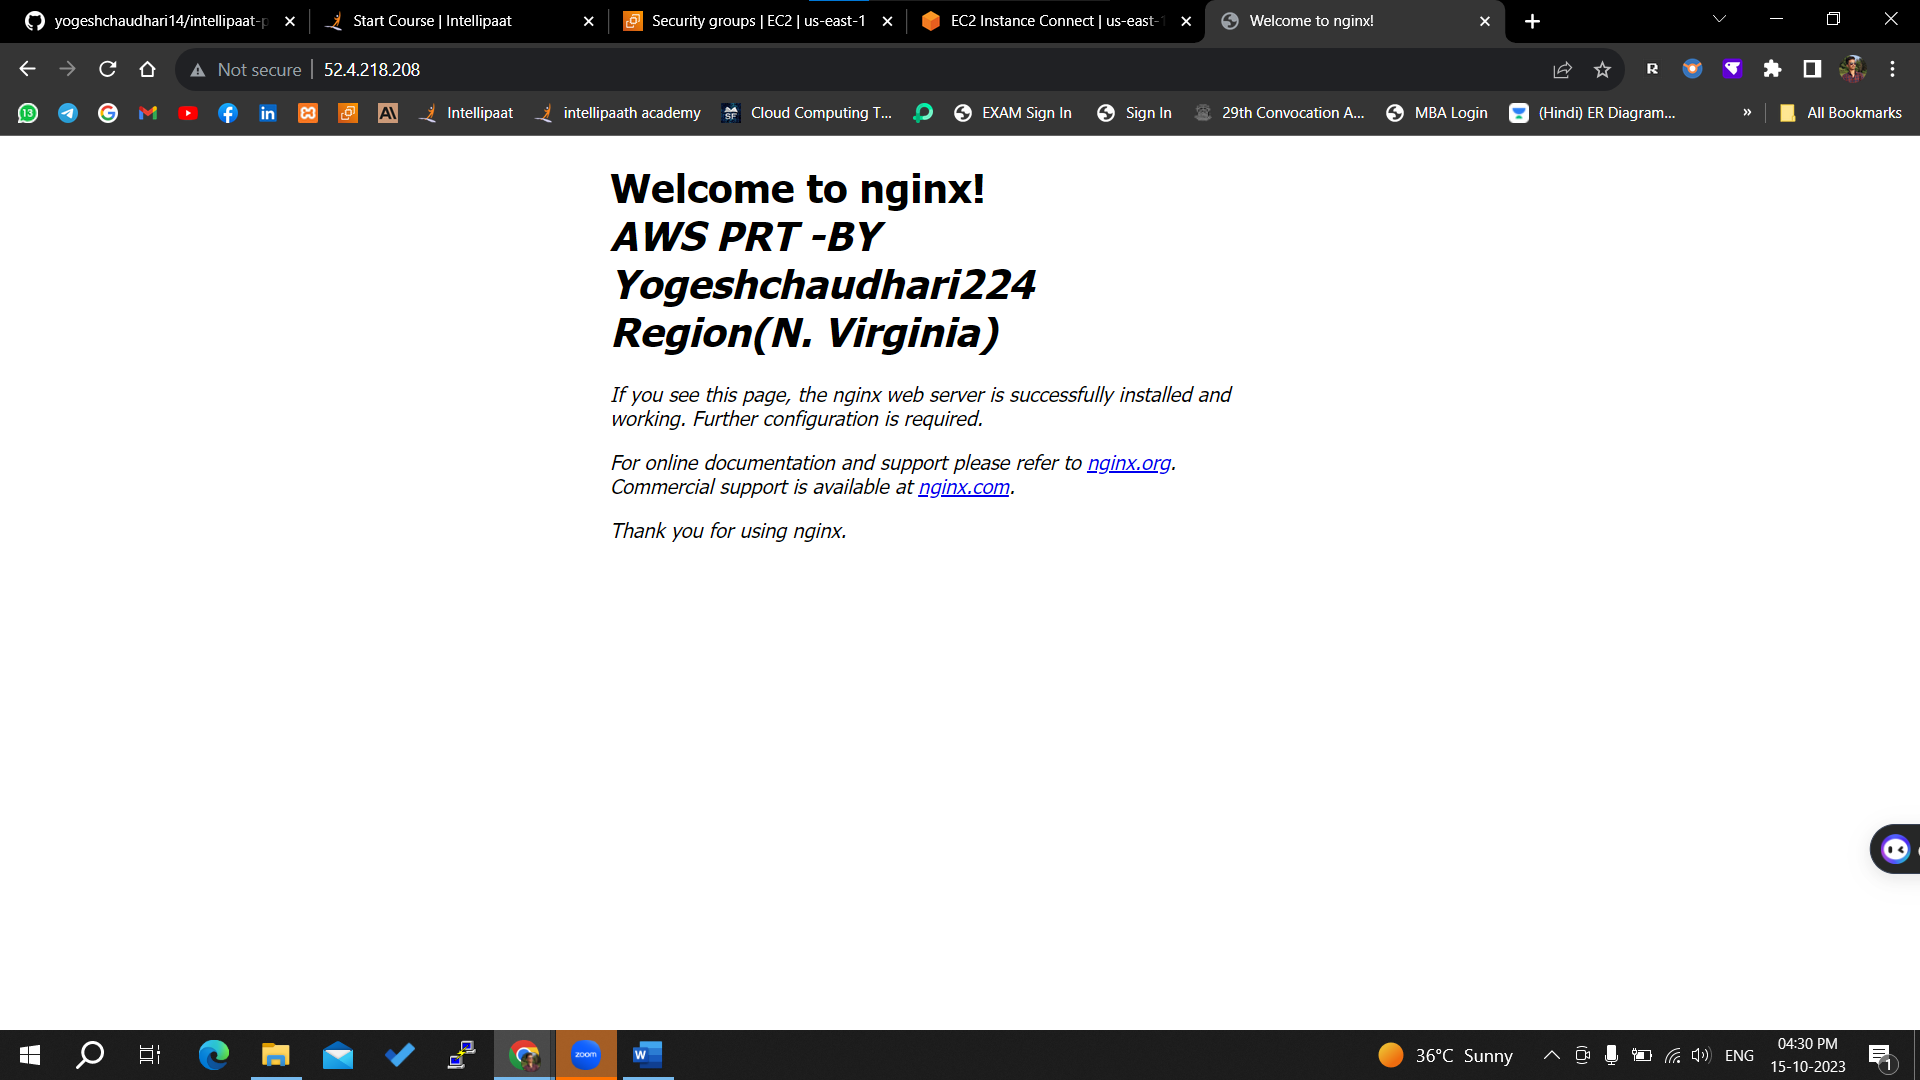 yogeshchaudhari14/intellipaat-p
Start Course | Intellipaat
Security groups | EC2 | us-east-1
EC2 Instance Connect | us-east-1
Welcome to nginx!
Not secure
52.4.218.208
R
13
Intellipaat
intellipaath academy
SF
Cloud Computing T...
EXAM Sign In
Sign In
29th Convocation A...
MBA Login
(Hindi) ER Diagram...
»
All Bookmarks
Welcome to nginx!
AWS PRT -BY
Yogeshchaudhari224
Region(N. Virginia)
If you see this page, the nginx web server is successfully installed and
working. Further configuration is required.
For online documentation and support please refer to nginx.org.
Commercial support is available at nginx.com.
Thank you for using nginx.
zoom
W
36°C Sunny
ENG
04:30 PM
15-10-2023
1